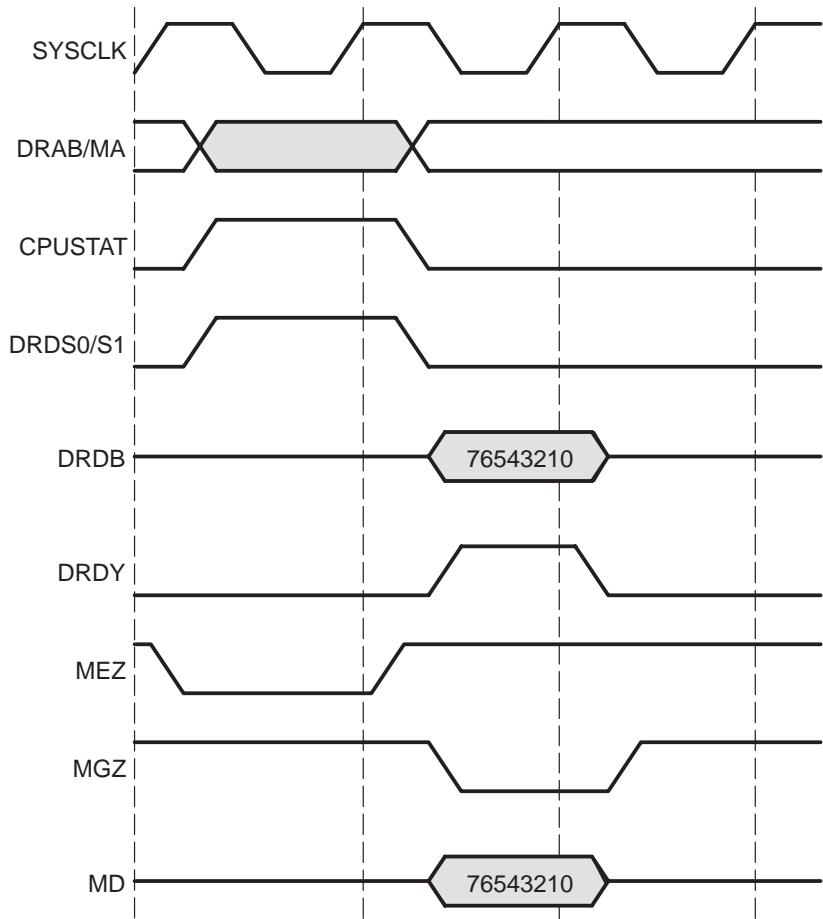 SYSCLK
DRAB/MA
CPUSTAT
DRDS0/S1
DRDB
76543210
DRDY
MEZ
MGZ
MD
76543210